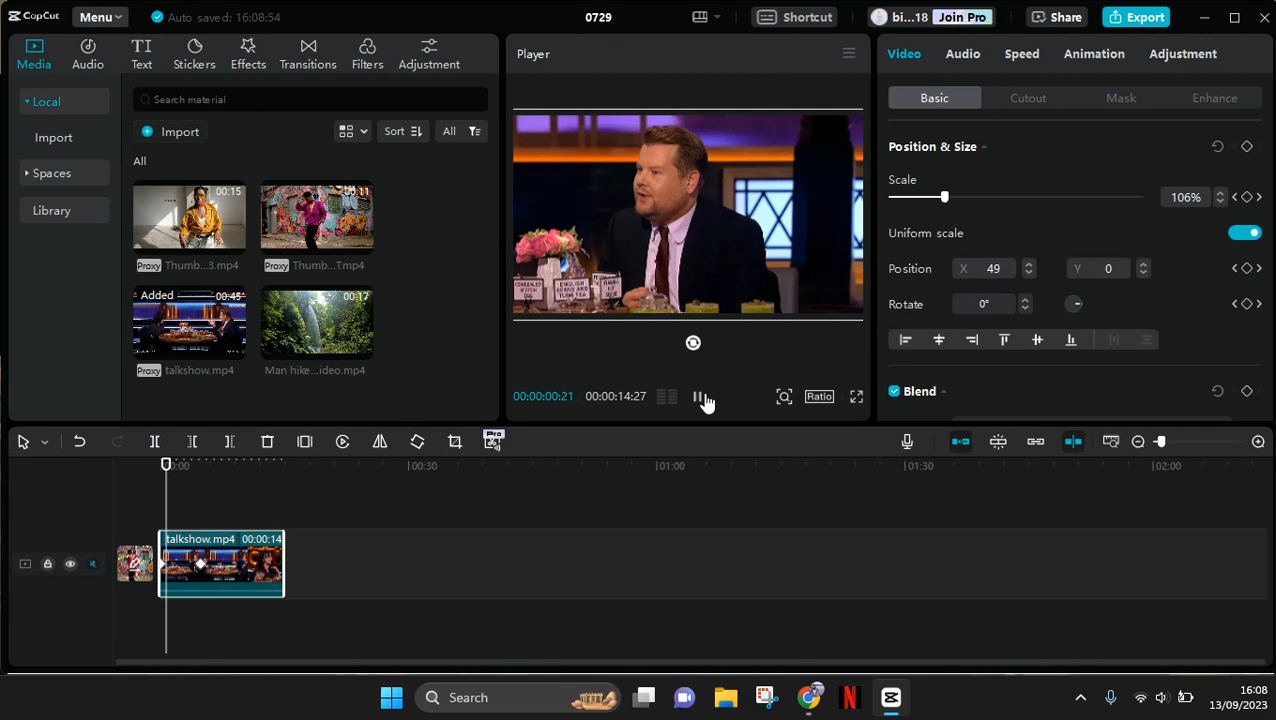 CapCut
Menu
Auto saved: 16:08:54
0729
Shortcut
bi...18
Join Pro
Share
Export
Media
Audio
Text
Stickers
Effects
Transitions
Filters
Adjustment
Local
Import
Spaces
Library
Search material
Import
Sort
All
All
00:15
00:11
Proxy Thumb...3.mp4
Proxy Thumb...T.mp4
Added 00:45
00:17
Proxy talkshow.mp4
Man hike...ideo.mp4
Player
ENGLISH
00:00:00:21
00:00:14:27
Ratio
Video
Audio
Speed
Animation
Adjustment
Basic
Cutout
Mask
Enhance
Position & Size
Scale
106%
Uniform scale
Position
X 49
Y 0
Rotate
0°
Blend
Pro
00:00
00:30
01:00
01:30
02:00
talkshow.mp4 00:00:14
Search
16:08
13/09/2023